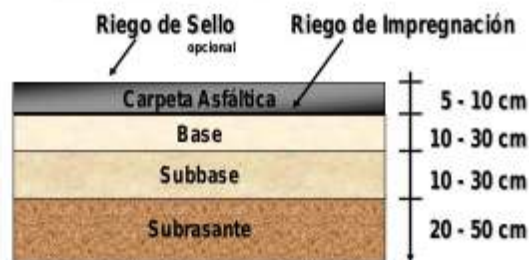 Riego de Sello
opcional
Riego de Impregnación
Carpeta Asfáltica
5 - 10 cm
Base
10 - 30 cm
Subbase
10 - 30 cm
Subrasante
20 - 50 cm